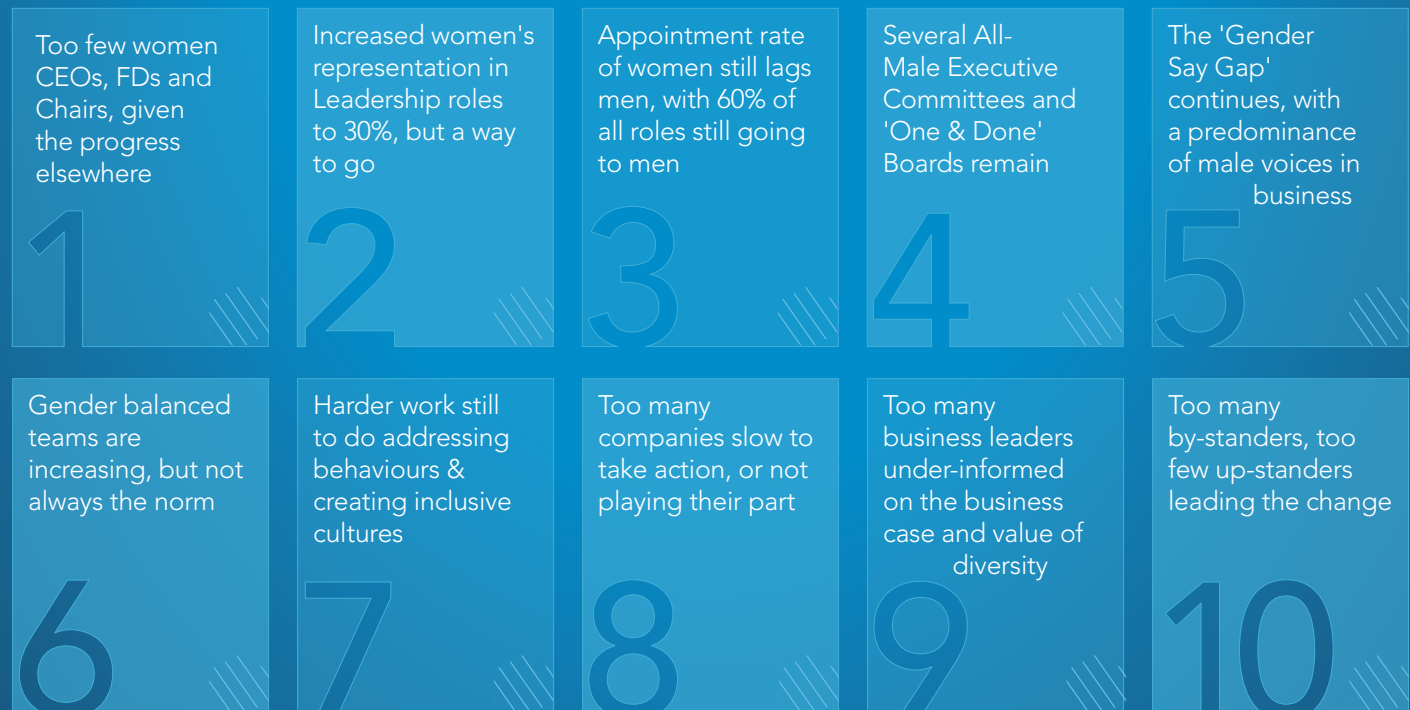 Too few women
CEOs, FDs and
Chairs, given
the progress
elsewhere
1
Increased women's
representation in
Leadership roles
to 30%, but a way
to go
2
Appointment rate
of women still lags
men, with 60% of
all roles still going
to men
3
Several All-
Male Executive
Committees and
'One & Done'
Boards remain
4
The 'Gender
Say Gap'
continues, with
a predominance
of male voices in
business
5
Gender balanced
teams are
increasing, but not
always the norm
6
Harder work still
to do addressing
behaviours &
creating inclusive
cultures
7
Too many
companies slow to
take action, or not
playing their part
8
Too many
business leaders
under-informed
on the business
case and value of
diversity
9
Too many
by-standers, too
few up-standers
leading the change
10